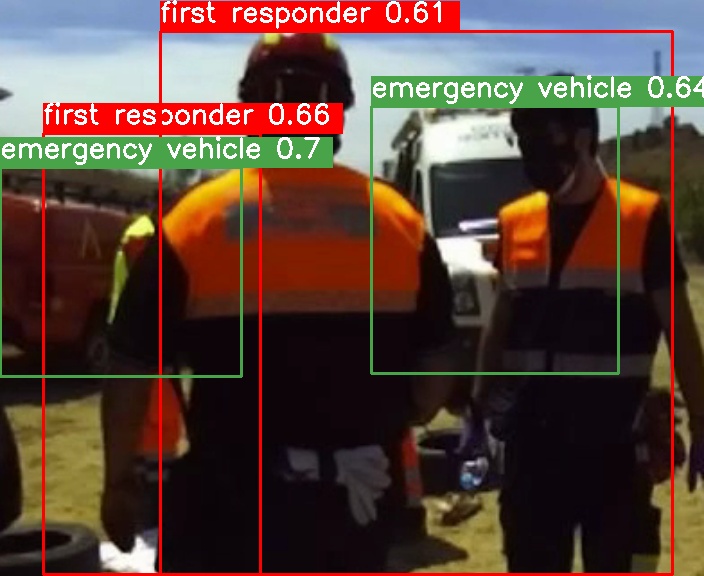 first responder 0.61
emergency vehicle 0.64
first responder 0.66
emergency vehicle 0.7